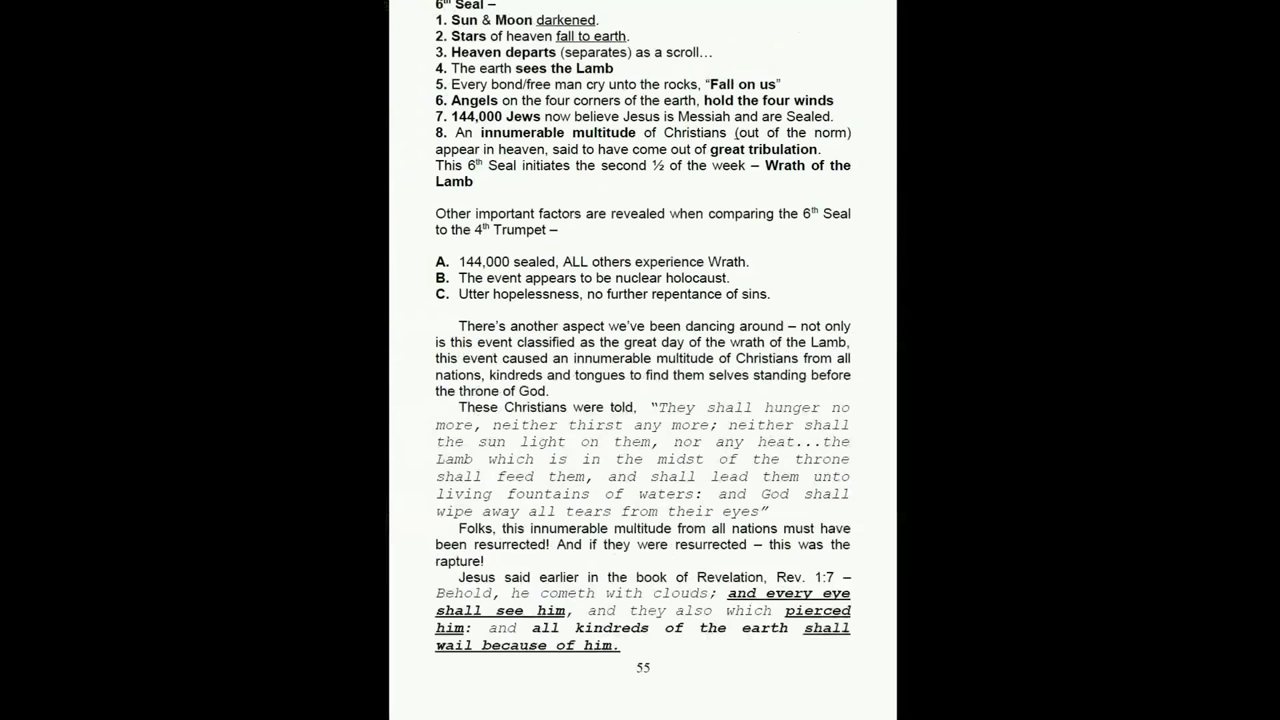 6th Seal –
1. Sun & Moon darkened.
2. Stars of heaven fall to earth.
3. Heaven departs (separates) as a scroll…
4. The earth sees the Lamb
5. Every bond/free man cry unto the rocks, “Fall on us”
6. Angels on the four corners of the earth, hold the four winds
7. 144,000 Jews now believe Jesus is Messiah and are Sealed.
8. An innumerable multitude of Christians (out of the norm)
appear in heaven, said to have come out of great tribulation.
This 6th Seal initiates the second ½ of the week – Wrath of the
Lamb
Other important factors are revealed when comparing the 6th Seal
to the 4th Trumpet –
A. 144,000 sealed, ALL others experience Wrath.
B. The event appears to be nuclear holocaust.
C. Utter hopelessness, no further repentance of sins.
There’s another aspect we’ve been dancing around – not only
is this event classified as the great day of the wrath of the Lamb,
this event caused an innumerable multitude of Christians from all
nations, kindreds and tongues to find them selves standing before
the throne of God.
These Christians were told, “They shall hunger no
more, neither thirst any more; neither shall
the sun light on them, nor any heat...the
Lamb which is in the midst of the throne
shall feed them, and shall lead them unto
living fountains of waters: and God shall
wipe away all tears from their eyes”
Folks, this innumerable multitude from all nations must have
been resurrected! And if they were resurrected – this was the
rapture!
Jesus said earlier in the book of Revelation, Rev. 1:7 –
Behold, he cometh with clouds; and every eye
shall see him, and they also which pierced
him: and all kindreds of the earth shall
wail because of him.
55